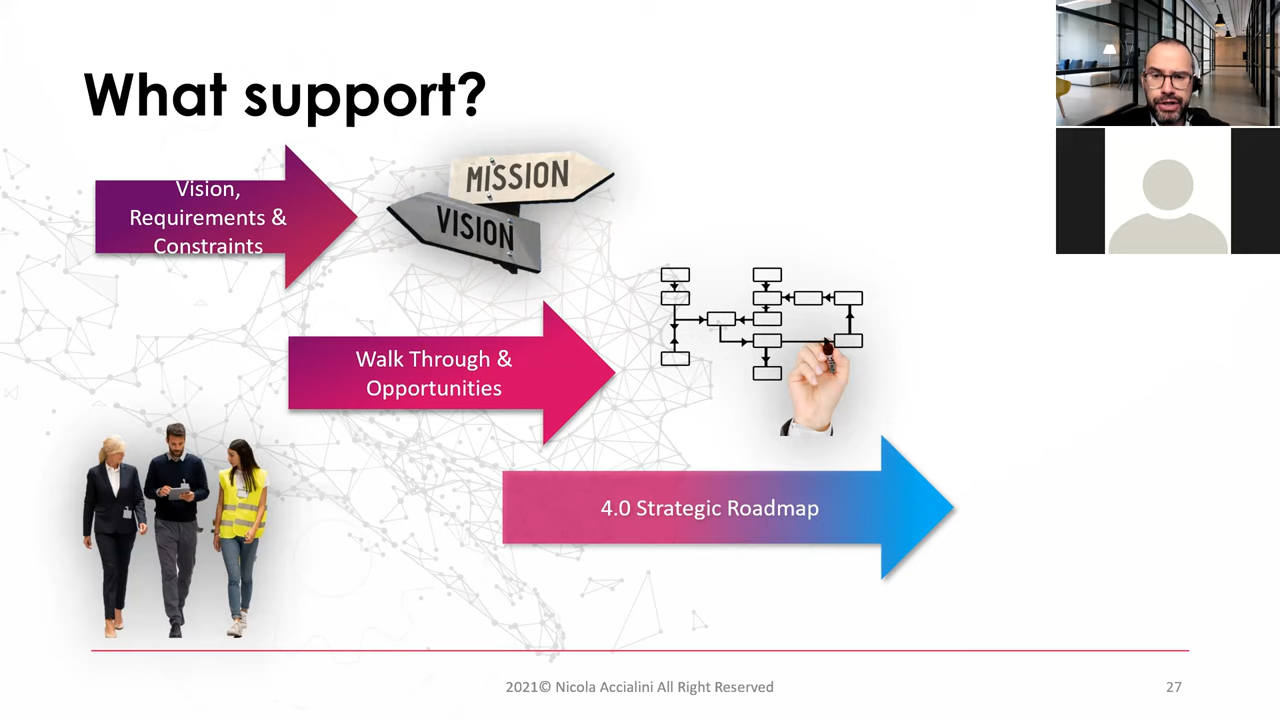 What support?
Vision,
Requirements &
Constraints
MISSION
VISION
Walk Through &
Opportunities
4.0 Strategic Roadmap
2021© Nicola Accialini All Right Reserved
27